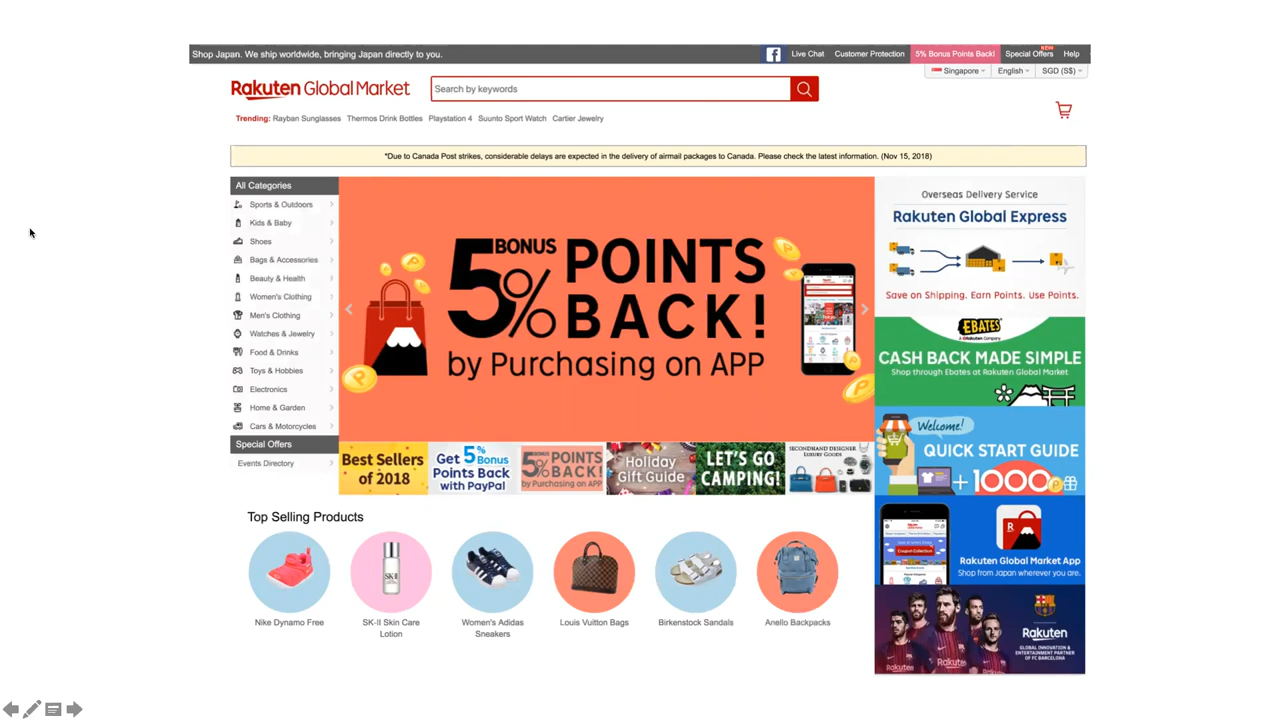 Shop Japan. We ship worldwide, bringing Japan directly to you.
Live Chat
Customer Protection
5% Bonus Points Back!
NEW
Special Offers
Help
Singapore
English
SGD (S$)
Rakuten Global Market
Search by keywords
Trending: Rayban Sunglasses Thermos Drink Bottles Playstation 4 Suunto Sport Watch Cartier Jewelry
*Due to Canada Post strikes, considerable delays are expected in the delivery of airmail packages to Canada. Please check the latest information. (Nov 15, 2018)
All Categories
Sports & Outdoors
Kids & Baby
Shoes
Bags & Accessories
Beauty & Health
Women's Clothing
Men's Clothing
Watches & Jewelry
Food & Drinks
Toys & Hobbies
Electronics
Home & Garden
Cars & Motorcycles
Special Offers
Events Directory
5% BONUS POINTS
BACK!
by Purchasing on APP
Overseas Delivery Service
Rakuten Global Express
Save on Shipping. Earn Points. Use Points.
EBATES
A Rakuten Company
CASH BACK MADE SIMPLE
Shop through Ebates at Rakuten Global Market
Welcome!
QUICK START GUIDE
+1000P
Rakuten Global Market App
Shop from Japan wherever you are.
Rakuten
GLOBAL INNOVATION &
ENTERTAINMENT PARTNER
OF FC BARCELONA
Rakuten
Rakuten
Best Sellers
of 2018
Get 5% Bonus
Points Back
with PayPal
5% BONUS POINTS
BACK!
by Purchasing on APP
Holiday
Gift Guide
LET'S GO
CAMPING!
SECONDHAND DESIGNER
LUXURY GOODS
Top Selling Products
Nike Dynamo Free
SK-II Skin Care
Lotion
Women's Adidas
Sneakers
Louis Vuitton Bags
Birkenstock Sandals
Anello Backpacks
SK-II